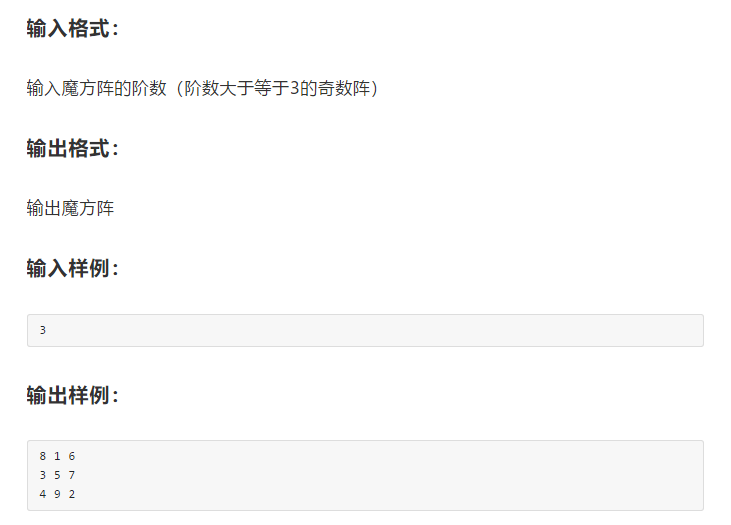 输入格式：
输入魔方阵的阶数（阶数大于等于3的奇数阵）
输出格式：
输出魔方阵
输入样例：
3
输出样例：
8 1 6
3 5 7
4 9 2